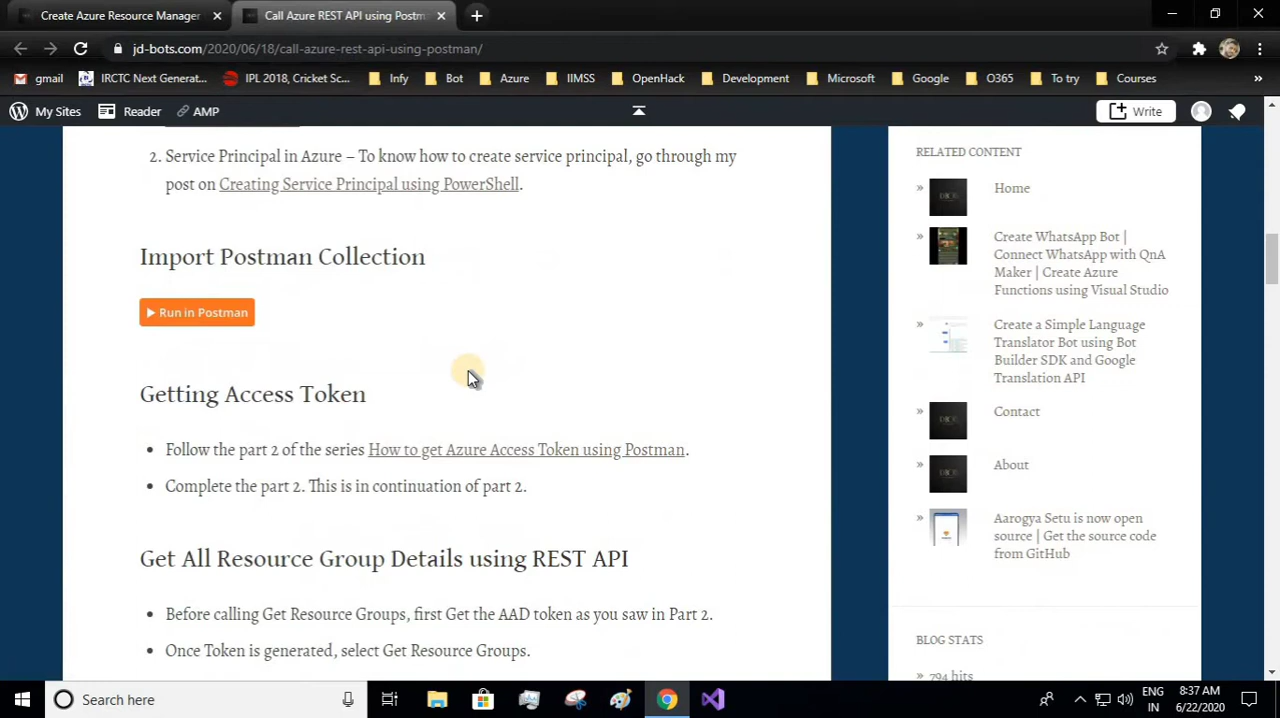 Create Azure Resource Manager
Call Azure REST API using Postm
jd-bots.com/2020/06/18/call-azure-rest-api-using-postman/
gmail
IRCTC Next Generat...
IPL 2018, Cricket Sc...
Infy
Bot
Azure
IIMSS
OpenHack
Development
Microsoft
Google
O365
To try
Courses
»
My Sites
Reader
AMP
Write
2. Service Principal in Azure – To know how to create service principal, go through my
post on Creating Service Principal using PowerShell.
Import Postman Collection
Run in Postman
Getting Access Token
• Follow the part 2 of the series How to get Azure Access Token using Postman.
• Complete the part 2. This is in continuation of part 2.
Get All Resource Group Details using REST API
• Before calling Get Resource Groups, first Get the AAD token as you saw in Part 2.
• Once Token is generated, select Get Resource Groups.
RELATED CONTENT
» Home
» Create WhatsApp Bot |
Connect WhatsApp with QnA
Maker | Create Azure
Functions using Visual Studio
» Create a Simple Language
Translator Bot using Bot
Builder SDK and Google
Translation API
» Contact
» About
» Aarogya Setu is now open
source | Get the source code
from GitHub
BLOG STATS
794 hits
Search here
ENG
IN
8:37 AM
6/22/2020